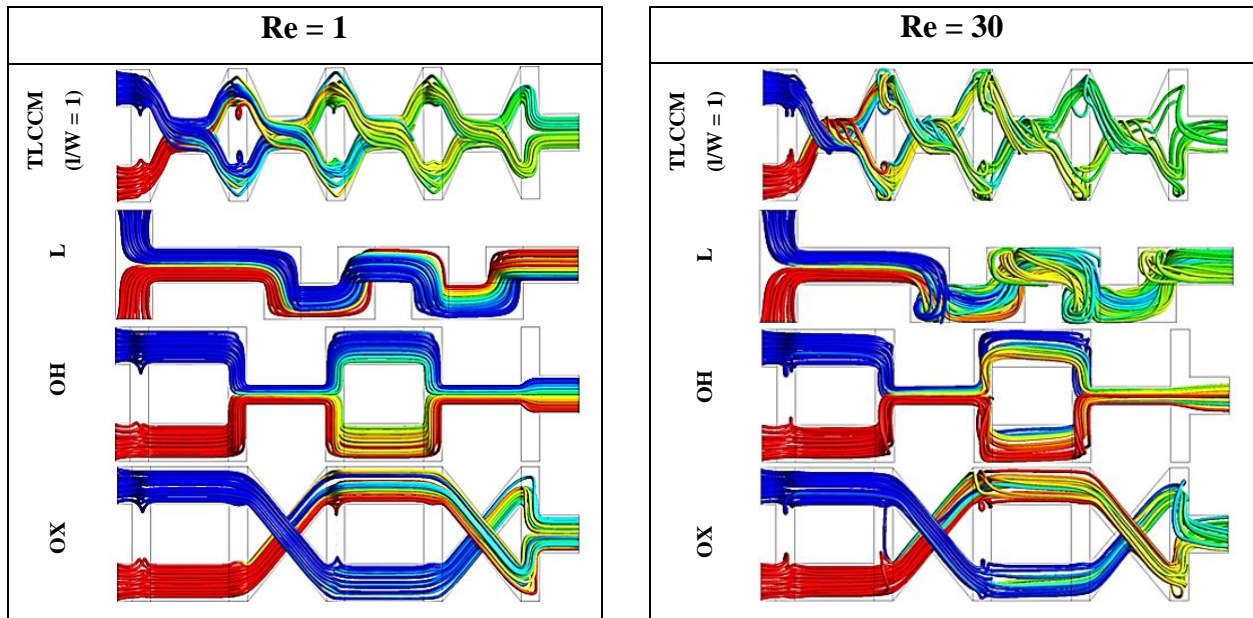 Re = 1
TLCCM
(l/W = 1)
L
OH
OX
Re = 30
TLCCM
(l/W = 1)
L
OH
OX